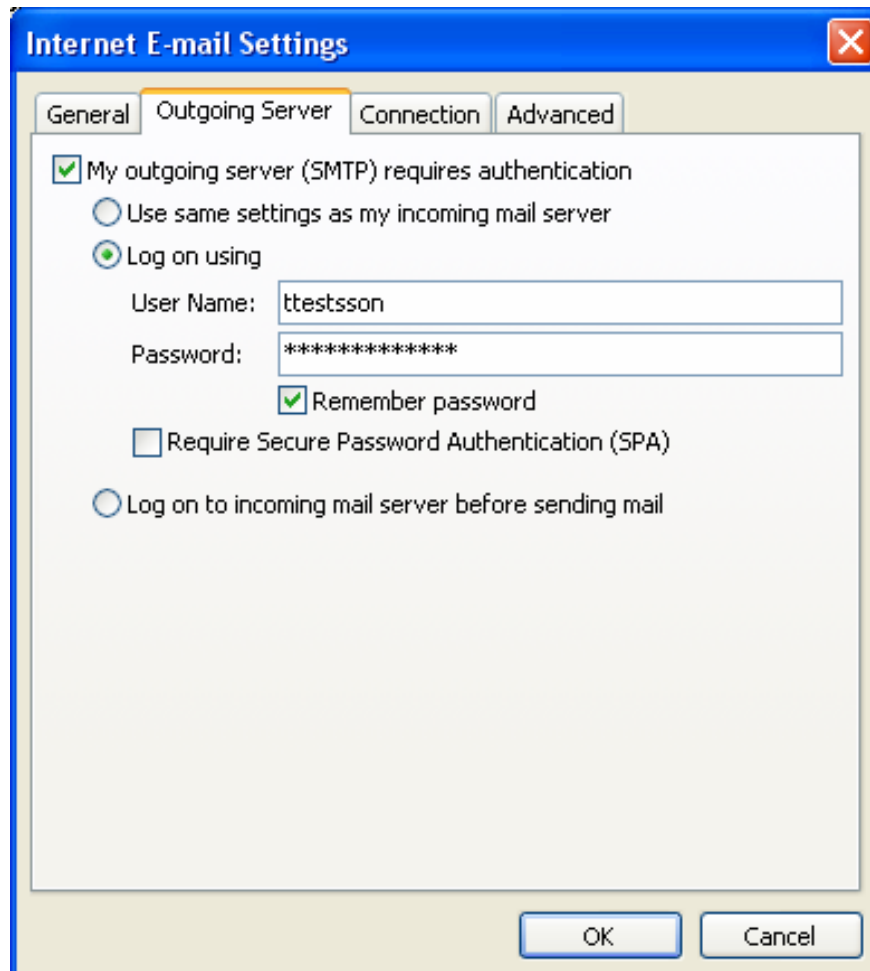 Internet E-mail Settings
General Outgoing Server Connection Advanced
My outgoing server (SMTP) requires authentication
Use same settings as my incoming mail server
Log on using
User Name: ttestsson
Password: *************
Remember password
Require Secure Password Authentication (SPA)
Log on to incoming mail server before sending mail
OK Cancel